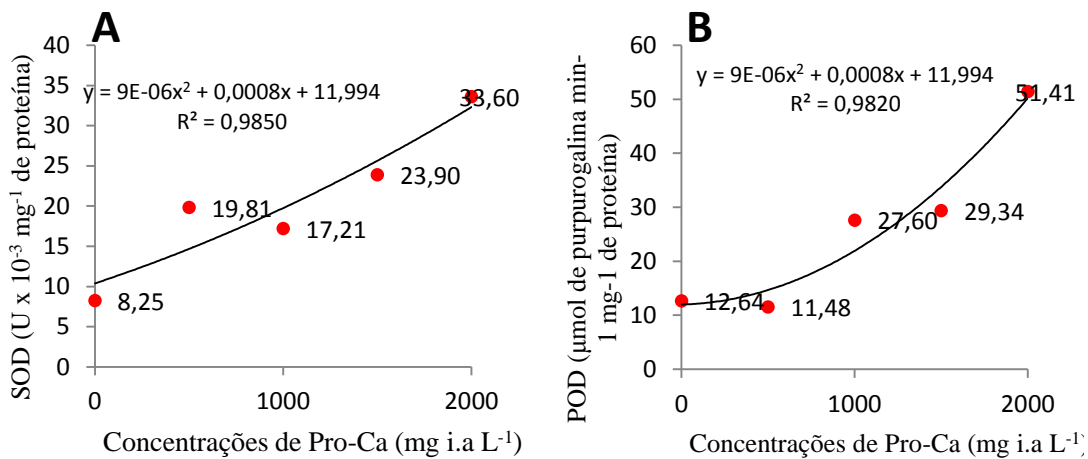 A
SOD (U x 10⁻³ mg⁻¹ de proteína)
40
35
30
25
20
15
10
5
0
y = 9E-06x² + 0,0008x + 11,994
R² = 0,9850
8,25
19,81
17,21
23,90
33,60
0 1000 2000
Concentrações de Pro-Ca (mg i.a L⁻¹)
B
POD (µmol de purpurogalina min-
1 mg-1 de proteína)
60
50
40
30
20
10
0
y = 9E-06x² + 0,0008x + 11,994
R² = 0,9820
12,64
11,48
27,60
29,34
51,41
0 1000 2000
Concentrações de Pro-Ca (mg i.a L⁻¹)